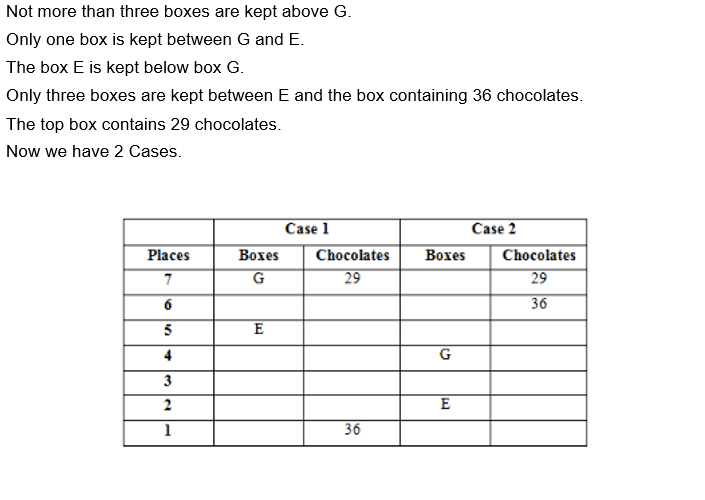 Not more than three boxes are kept above G.
Only one box is kept between G and E.
The box E is kept below box G.
Only three boxes are kept between E and the box containing 36 chocolates.
The top box contains 29 chocolates.
Now we have 2 Cases.
Case 1 Case 2
Places Boxes Chocolates Boxes Chocolates
7 G 29 29
6 36
5 E
4 G
3
2 E
1 36